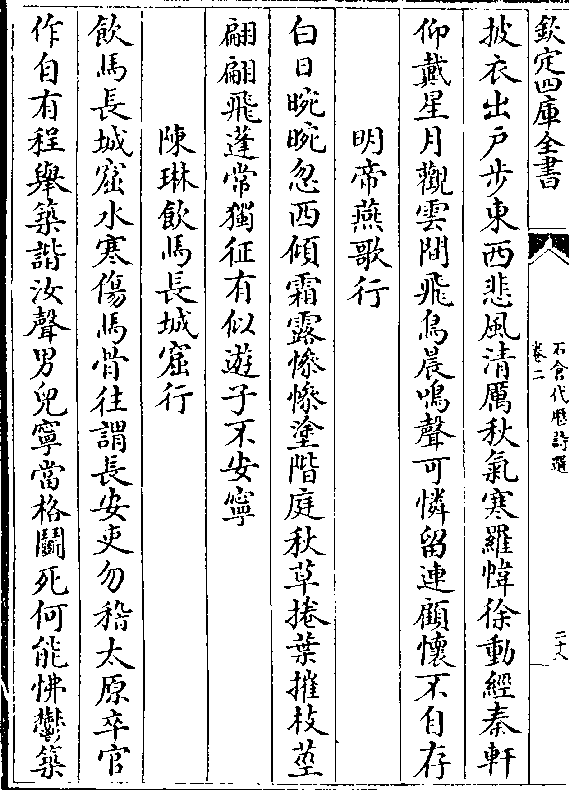 欽定四庫全書
石倉代歴詩選
卷二
二十八
披衣出户步東西悲風清厲秋氣寒羅幃徐動經秦軒
仰戴星月觀雲間飛鳥晨鳴聲可憐留連顧懷不自存
明帝燕歌行
白日晼晼忽西傾霜露慘慘塗階庭秋草捲葉摧枝莖
翩翩飛蓬常獨征有似遊子不安寧
陳琳飲馬長城窟行
飲馬長城窟水寒傷馬骨往謂長安吏勿稽太原卒官
作自有程舉築諧汝聲男兒寧當格鬭死何能怫鬱築